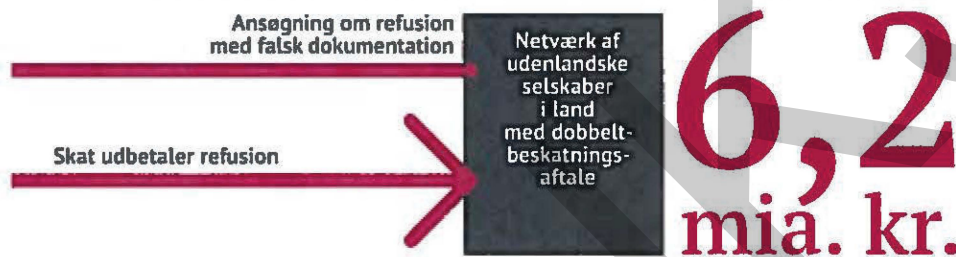 Ansøgning om refusion
med falsk dokumentation
Skat udbetaler refusion
Netværk af
udenlandske
selskaber
i land
med dobbelt-
beskatnings-
aftale
6,2
mia. kr.